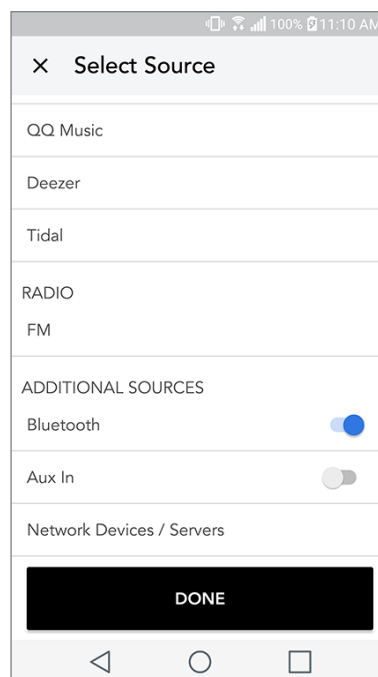 100% 11:10 AM
Select Source
QQ Music
Deezer
Tidal
RADIO
FM
ADDITIONAL SOURCES
Bluetooth
Aux In
Network Devices / Servers
DONE